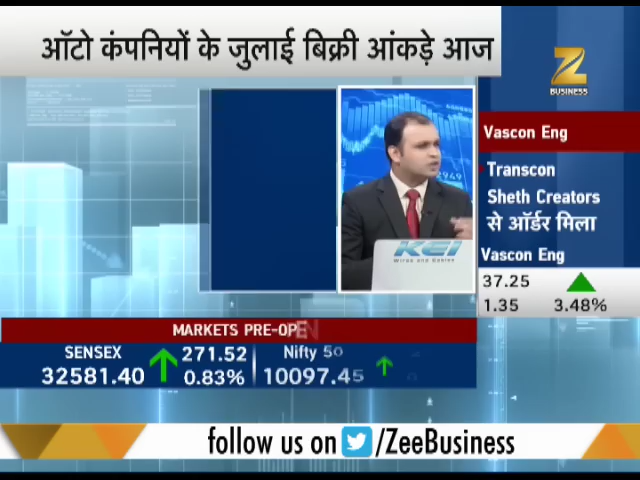 ऑटो कंपनियों के जुलाई बिक्री आंकड़े आज
Z
BUSINESS
Vascon Eng
Transcon
Sheth Creators
से ऑर्डर मिला
Vascon Eng
37.25
1.35 3.48%
2949
KEI
Wires and Cables
MARKETS PRE-OPEN
SENSEX 271.52 Nifty 50
32581.40 0.83% 10097.45
follow us on /ZeeBusiness